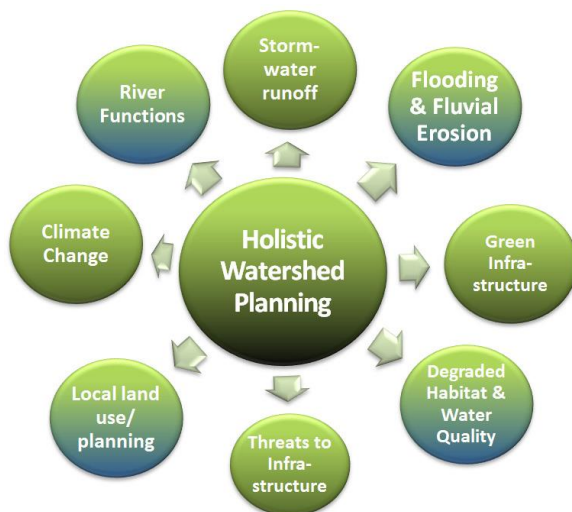 Storm-
water
runoff
Flooding
& Fluvial
Erosion
Green
Infra-
structure
Degraded
Habitat &
Water
Quality
Threats to
Infra-
structure
Local land
use/
planning
Climate
Change
River
Functions
Holistic
Watershed
Planning